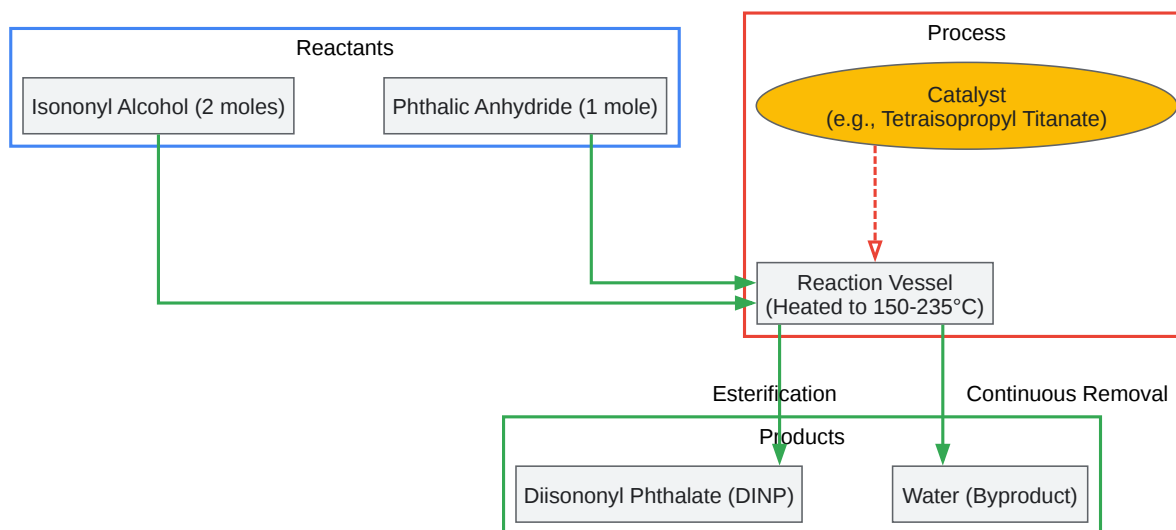 Reactants
Isononyl Alcohol (2 moles)
Phthalic Anhydride (1 mole)
Process
Catalyst
(e.g., Tetraisopropyl Titanate)
Reaction Vessel
(Heated to 150-235°C)
Esterification
Continuous Removal
Products
Diisononyl Phthalate (DINP)
Water (Byproduct)